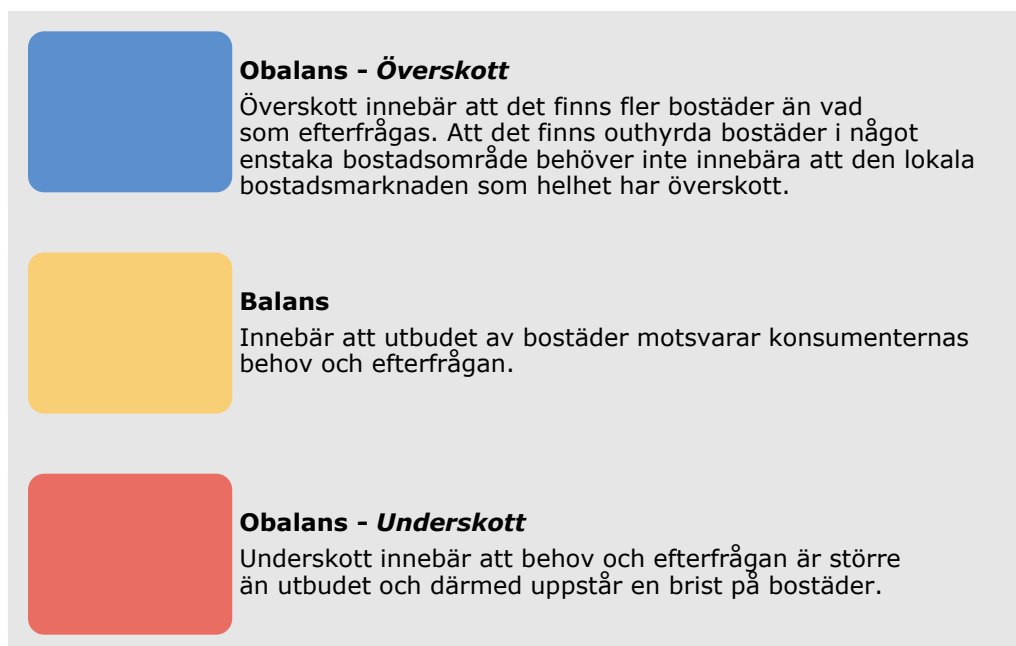 Obalans - Överskott
Överskott innebär att det finns fler bostäder än vad
som efterfrågas. Att det finns outhyrda bostäder i något
enstaka bostadsområde behöver inte innebära att den lokala
bostadsmarknaden som helhet har överskott.
Balans
Innebär att utbudet av bostäder motsvarar konsumenternas
behov och efterfrågan.
Obalans - Underskott
Underskott innebär att behov och efterfrågan är större
än utbudet och därmed uppstår en brist på bostäder.